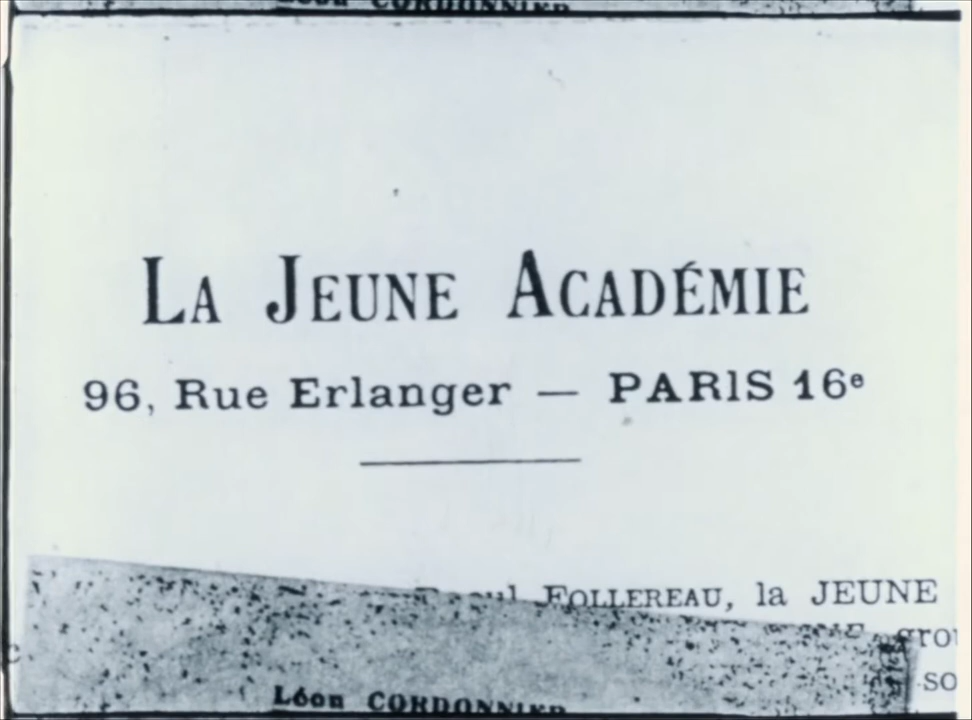 Léon CORDONNIER
LA JEUNE ACADÉMIE
96, Rue Erlanger — PARIS 16e
FOLLEREAU, la JEUNE
Léon CORDONNIER